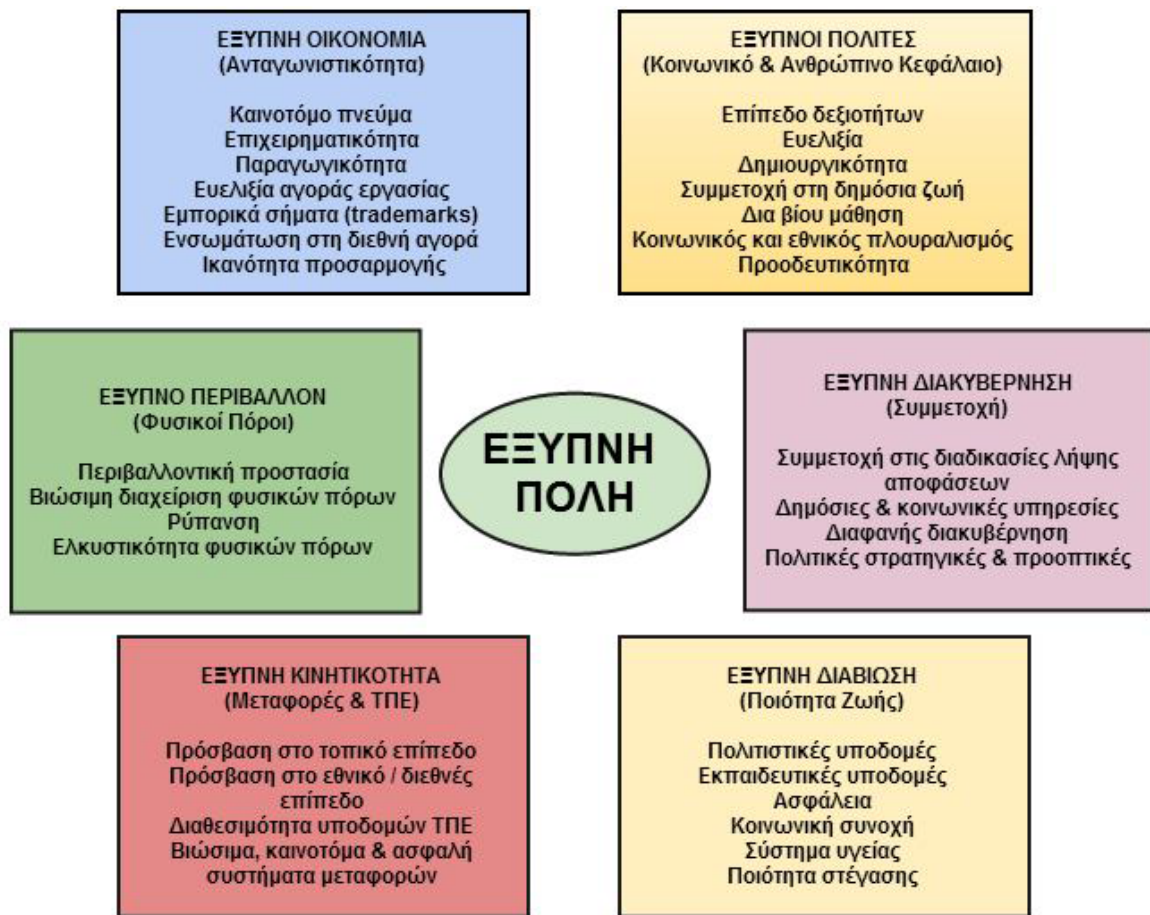 ΕΞΥΠΝΗ ΟΙΚΟΝΟΜΙΑ
(Ανταγωνιστικότητα)
Καινοτόμο πνεύμα
Επιχειρηματικότητα
Παραγωγικότητα
Ευελιξία αγοράς εργασίας
Εμπορικά σήματα (trademarks)
Ενσωμάτωση στη διεθνή αγορά
Ικανότητα προσαρμογής
ΕΞΥΠΝΟΙ ΠΟΛΙΤΕΣ
(Κοινωνικό & Ανθρώπινο Κεφάλαιο)
Επίπεδο δεξιοτήτων
Ευελιξία
Δημιουργικότητα
Συμμετοχή στη δημόσια ζωή
Δια βίου μάθηση
Κοινωνικός και εθνικός πλουραλισμός
Προοδευτικότητα
ΕΞΥΠΝΟ ΠΕΡΙΒΑΛΛΟΝ
(Φυσικοί Πόροι)
Περιβαλλοντική προστασία
Βιώσιμη διαχείριση φυσικών πόρων
Ρύπανση
Ελκυστικότητα φυσικών πόρων
ΕΞΥΠΝΗ
ΠΟΛΗ
ΕΞΥΠΝΗ ΔΙΑΚΥΒΕΡΝΗΣΗ
(Συμμετοχή)
Συμμετοχή στις διαδικασίες λήψης
αποφάσεων
Δημόσιες & κοινωνικές υπηρεσίες
Διαφανής διακυβέρνηση
Πολιτικές στρατηγικές & προοπτικές
ΕΞΥΠΝΗ ΚΙΝΗΤΙΚΟΤΗΤΑ
(Μεταφορές & ΤΠΕ)
Πρόσβαση στο τοπικό επίπεδο
Πρόσβαση στο εθνικό / διεθνές
επίπεδο
Διαθεσιμότητα υποδομών ΤΠΕ
Βιώσιμα, καινοτόμα & ασφαλή
συστήματα μεταφορών
ΕΞΥΠΝΗ ΔΙΑΒΙΩΣΗ
(Ποιότητα Ζωής)
Πολιτιστικές υποδομές
Εκπαιδευτικές υποδομές
Ασφάλεια
Κοινωνική συνοχή
Σύστημα υγείας
Ποιότητα στέγασης